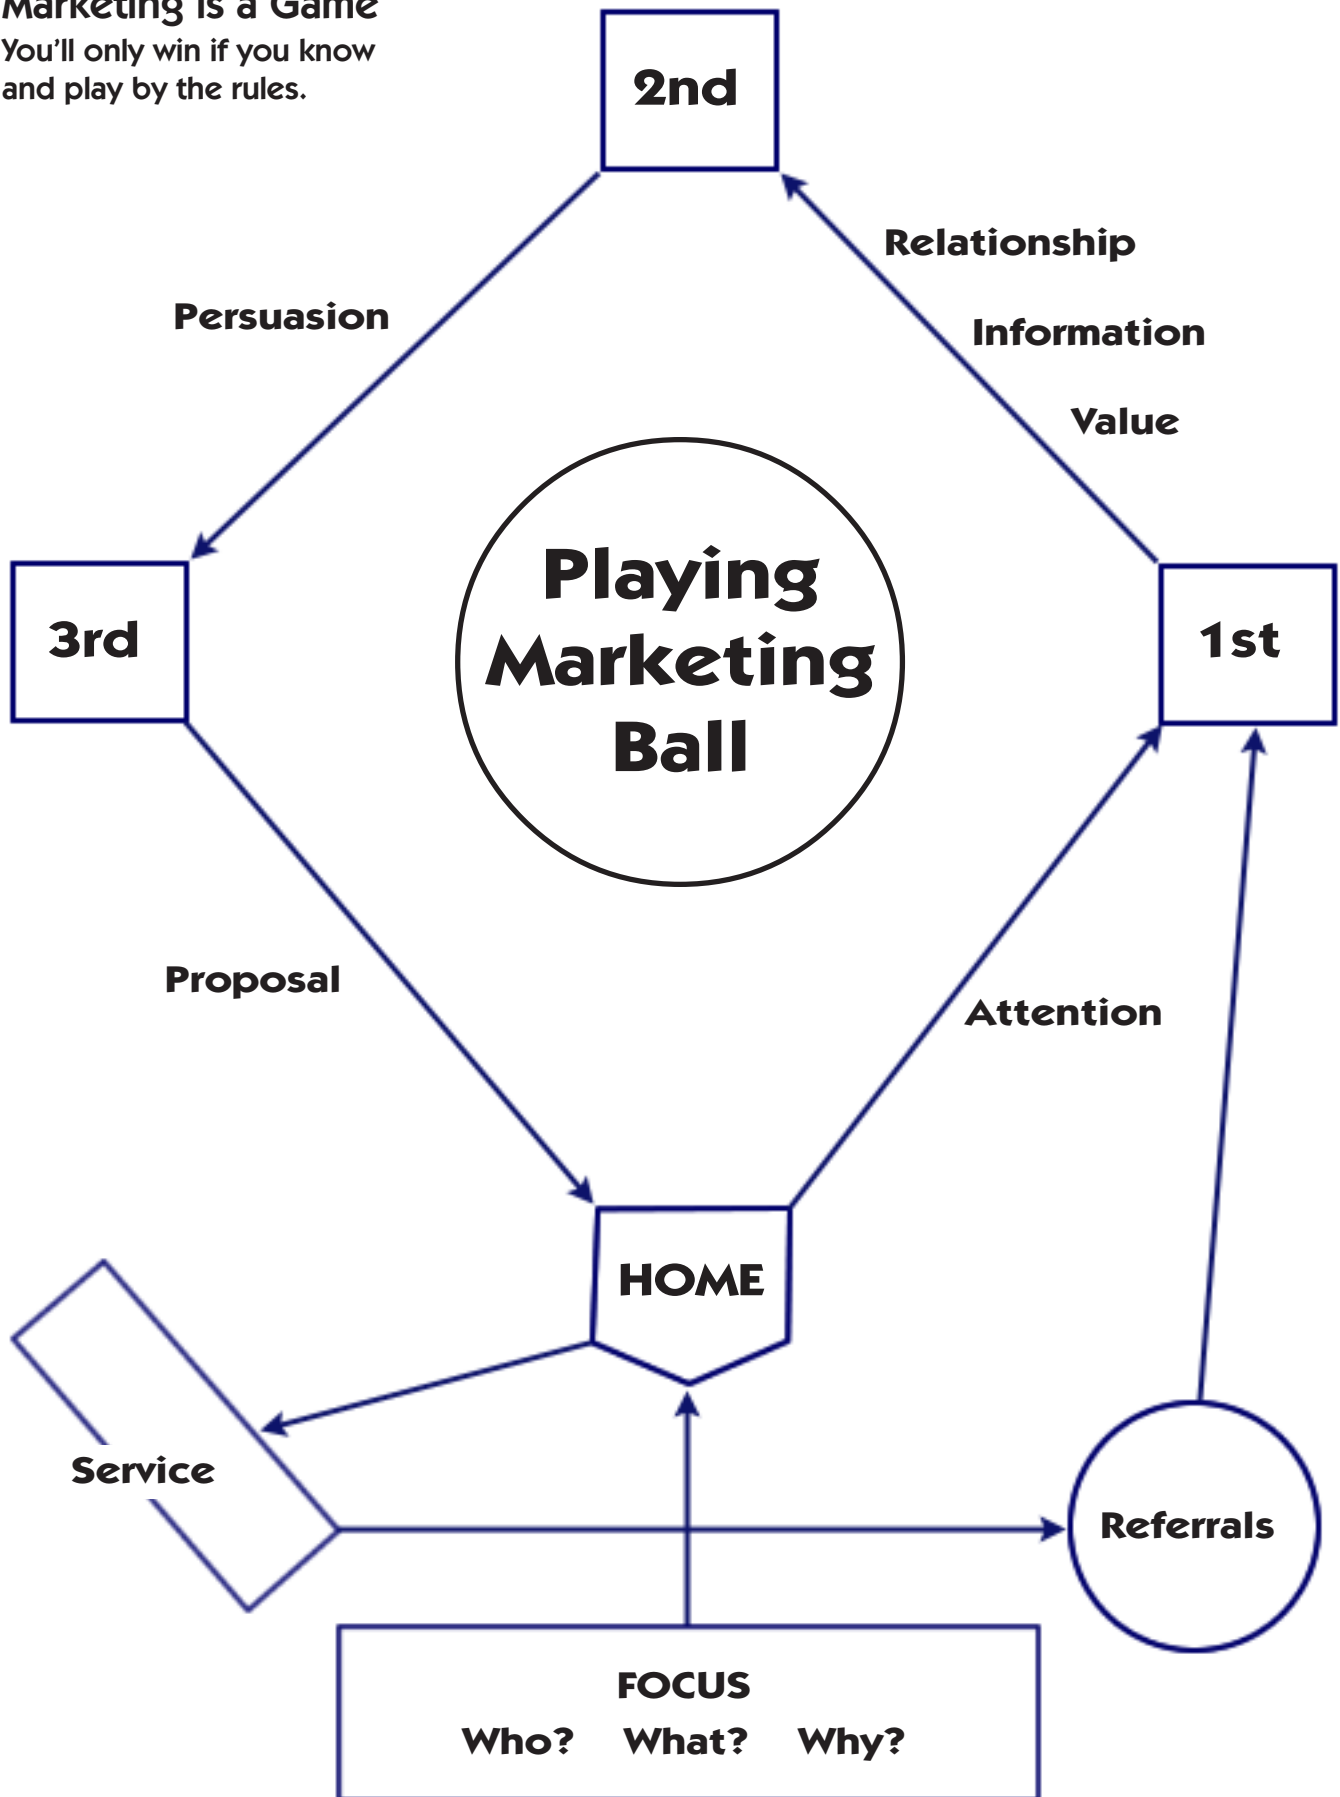 Marketing is a Game
You'll only win if you know
and play by the rules.
2nd
Relationship
Persuasion
Information
Value
Playing
Marketing
Ball
3rd
1st
Proposal
Attention
HOME
Service
Referrals
FOCUS
Who? What? Why?